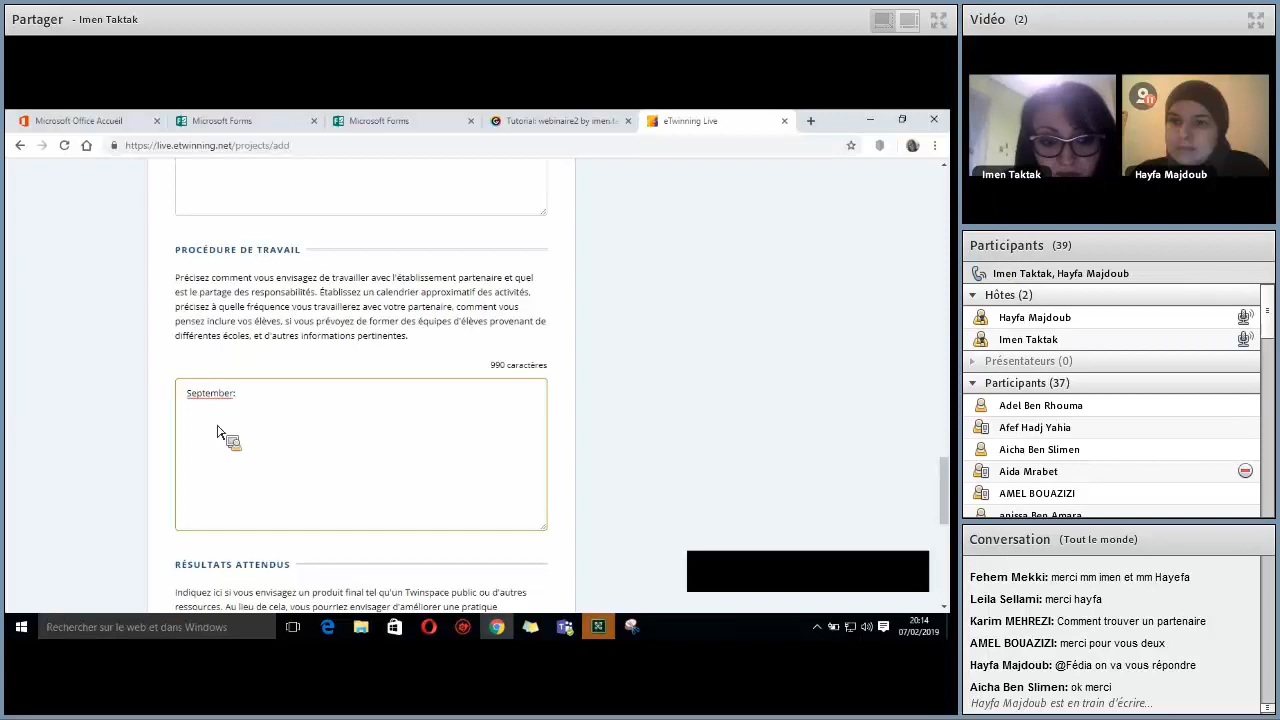 Partager - Imen Taktak
Microsoft Office Accueil
Microsoft Forms
Microsoft Forms
Tutorial: webinaire2 by imen.ta
eTwinning Live
https://live.etwinning.net/projects/add
PROCÉDURE DE TRAVAIL
Précisez comment vous envisagez de travailler avec l'établissement partenaire et quel
est le partage des responsabilités. Établissez un calendrier approximatif des activités,
précisez à quelle fréquence vous travaillerez avec votre partenaire, comment vous
pensez inclure vos élèves, si vous prévoyez de former des équipes d'élèves provenant de
différentes écoles, et d'autres informations pertinentes.
990 caractères
September:
RÉSULTATS ATTENDUS
Indiquez ici si vous envisagez un produit final tel qu'un Twinspace public ou d'autres
ressources. Au lieu de cela, vous pourriez envisager d'améliorer une pratique
Rechercher sur le web et dans Windows
20:14
07/02/2019
Vidéo (2)
Imen Taktak
Hayfa Majdoub
Participants (39)
Imen Taktak, Hayfa Majdoub
Hôtes (2)
Hayfa Majdoub
Imen Taktak
Présentateurs (0)
Participants (37)
Adel Ben Rhouma
Afef Hadj Yahia
Aicha Ben Slimen
Aida Mrabet
AMEL BOUAZIZI
anissa Ben Amara
Conversation (Tout le monde)
Fehem Mekki: merci mm imen et mm Hayefa
Leila Sellami: merci hayfa
Karim MEHREZI: Comment trouver un partenaire
AMEL BOUAZIZI: merci pour vous deux
Hayfa Majdoub: @Fédia on va vous répondre
Aicha Ben Slimen: ok merci
Hayfa Majdoub est en train d'écrire...